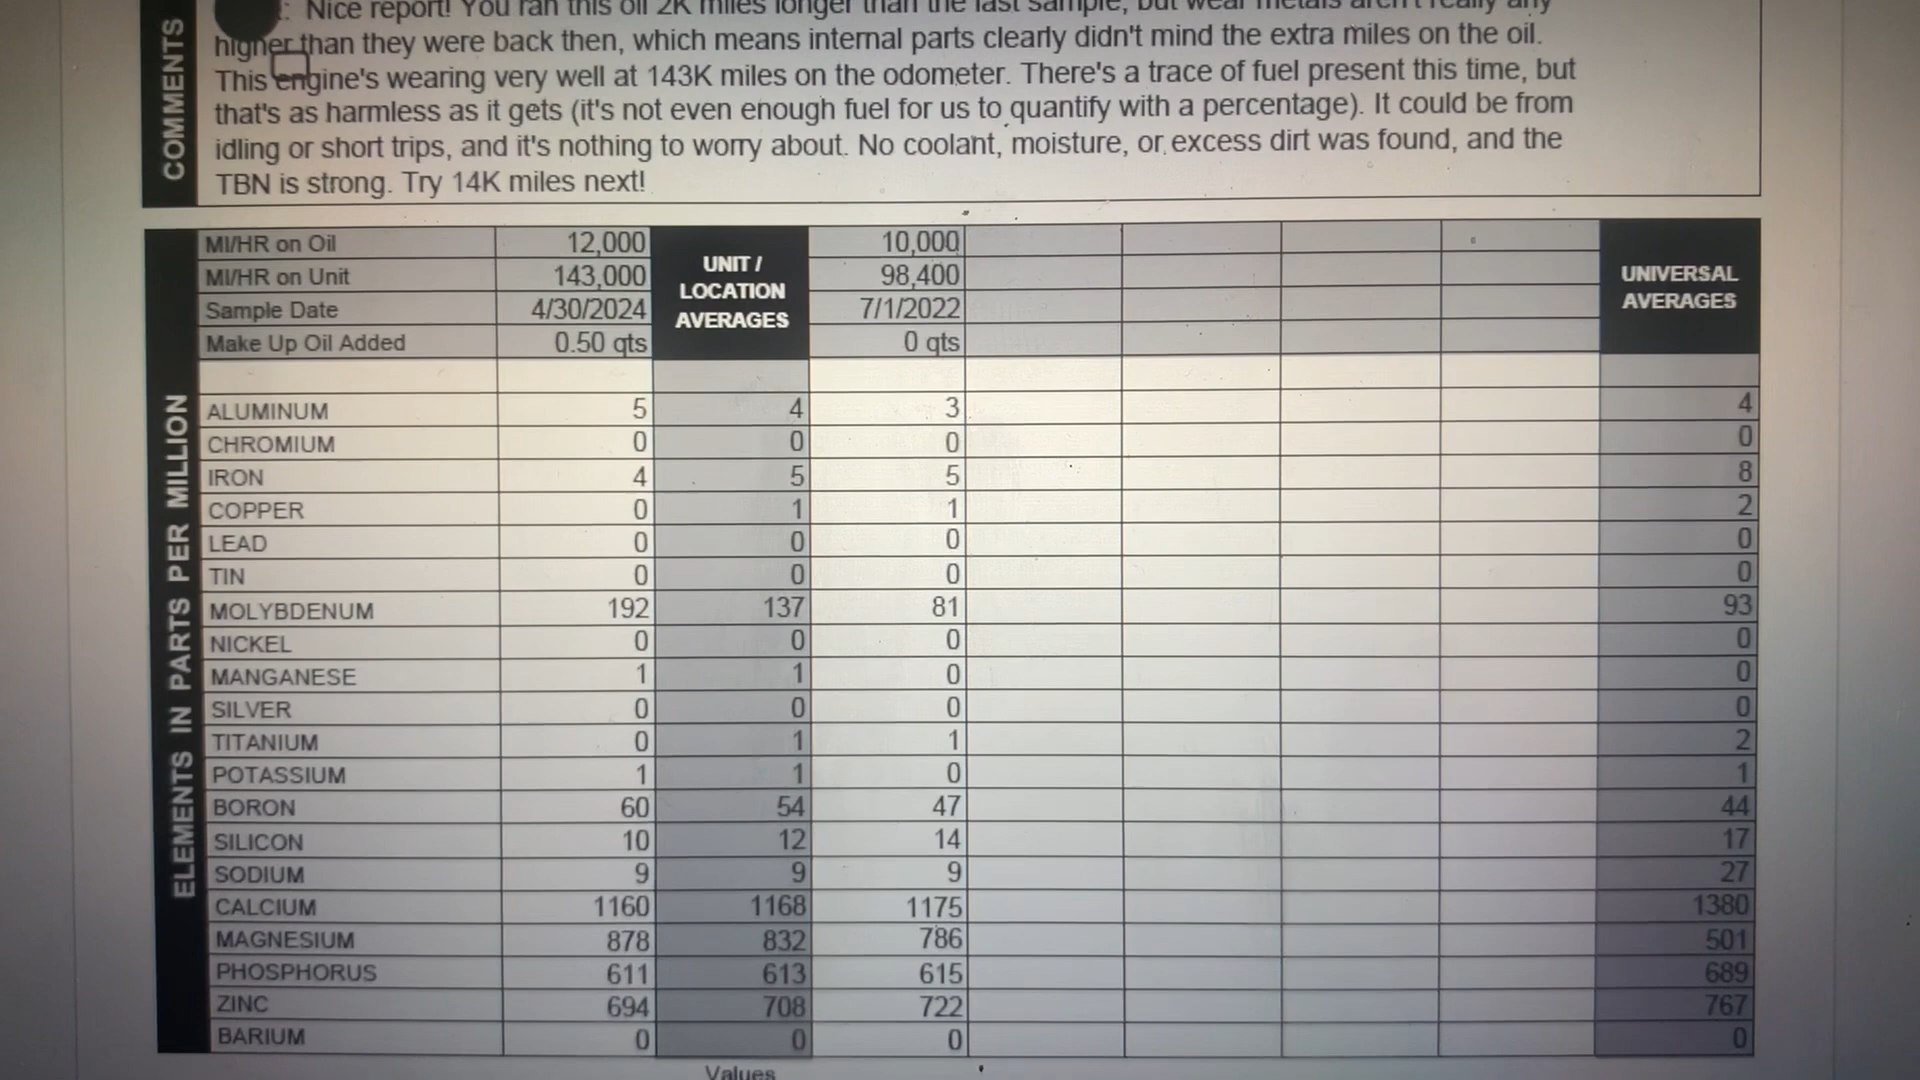 : Nice report! You ran this oil 2K miles longer than the last sample, but wear metals aren't really any
higher than they were back then, which means internal parts clearly didn't mind the extra miles on the oil.
This engine's wearing very well at 143K miles on the odometer. There's a trace of fuel present this time, but
that's as harmless as it gets (it's not even enough fuel for us to quantify with a percentage). It could be from
idling or short trips, and it's nothing to worry about. No coolant, moisture, or excess dirt was found, and the
TBN is strong. Try 14K miles next!
COMMENTS
MI/HR on Oil 12,000 10,000
MI/HR on Unit 143,000 98,400
Sample Date 4/30/2024 7/1/2022
Make Up Oil Added 0.50 qts 0 qts
UNIT /
LOCATION
AVERAGES
UNIVERSAL
AVERAGES
ELEMENTS IN PARTS PER MILLION
ALUMINUM 5 4 3 4
CHROMIUM 0 0 0 0
IRON 4 5 5 8
COPPER 0 1 1 2
LEAD 0 0 0 0
TIN 0 0 0 0
MOLYBDENUM 192 137 81 93
NICKEL 0 0 0 0
MANGANESE 1 1 0 0
SILVER 0 0 0 0
TITANIUM 0 1 1 2
POTASSIUM 1 1 0 1
BORON 60 54 47 44
SILICON 10 12 14 17
SODIUM 9 9 9 27
CALCIUM 1160 1168 1175 1380
MAGNESIUM 878 832 786 501
PHOSPHORUS 611 613 615 689
ZINC 694 708 722 767
BARIUM 0 0 0 0
Values